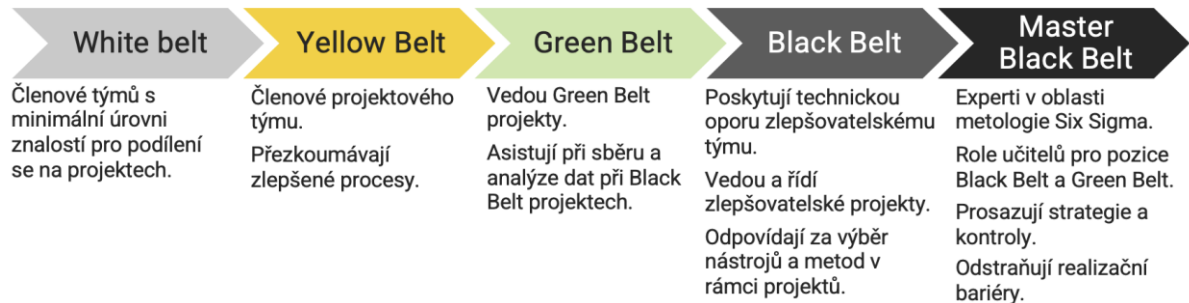 White belt
Členové týmů s
minimální úrovni
znalostí pro podílení
se na projektech.
Yellow Belt
Členové projektového
týmu.
Přezkoumávají
zlepšené procesy.
Green Belt
Vedou Green Belt
projekty.
Asistují při sběru a
analýze dat při Black
Belt projektech.
Black Belt
Poskytují technickou
oporu zlepšovatelskému
týmu.
Vedou a řídí
zlepšovatelské projekty.
Odpovídají za výběr
nástrojů a metod v
rámci projektů.
Master
Black Belt
Experti v oblasti
metologie Six Sigma.
Role učitelů pro pozice
Black Belt a Green Belt.
Prosazují strategie a
kontroly.
Odstraňují realizační
bariéry.